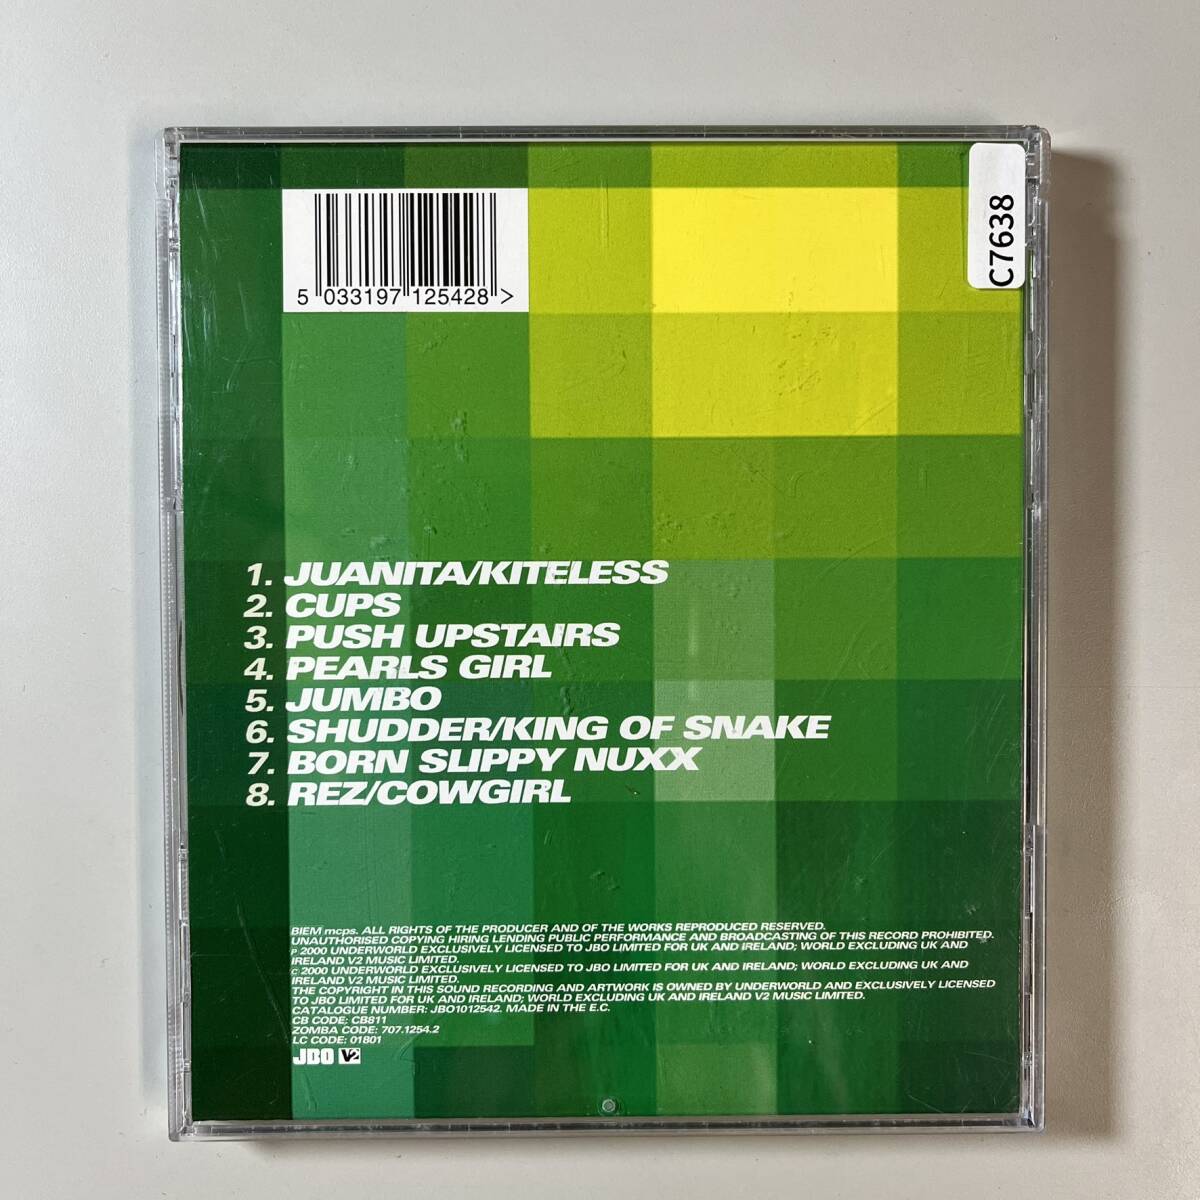 C7638
5 033197 125428 >
1. JUANITA/KITELESS
2. CUPS
3. PUSH UPSTAIRS
4. PEARLS GIRL
5. JUMBO
6. SHUDDER/KING OF SNAKE
7. BORN SLIPPY NUXX
8. REZ/COWGIRL
BIEM mcps. ALL RIGHTS OF THE PRODUCER AND OF THE WORKS REPRODUCED RESERVED.
UNAUTHORISED COPYING HIRING LENDING PUBLIC PERFORMANCE AND BROADCASTING OF THIS RECORD PROHIBITED.
P 2000 UNDERWORLD EXCLUSIVELY LICENSED TO JBO LIMITED FOR UK AND IRELAND; WORLD EXCLUDING UK AND
IRELAND V2 MUSIC LIMITED.
C 2000 UNDERWORLD EXCLUSIVELY LICENSED TO JBO LIMITED FOR UK AND IRELAND; WORLD EXCLUDING UK AND
IRELAND V2 MUSIC LIMITED.
THE COPYRIGHT IN THIS SOUND RECORDING AND ARTWORK IS OWNED BY UNDERWORLD AND EXCLUSIVELY LICENSED
TO JBO LIMITED FOR UK AND IRELAND; WORLD EXCLUDING UK AND IRELAND V2 MUSIC LIMITED.
CATALOGUE NUMBER: JBO1012542. MADE IN THE E.C.
CB CODE: CB811
ZOMBA CODE: 707.1254.2
LC CODE: 01801
JBO V2